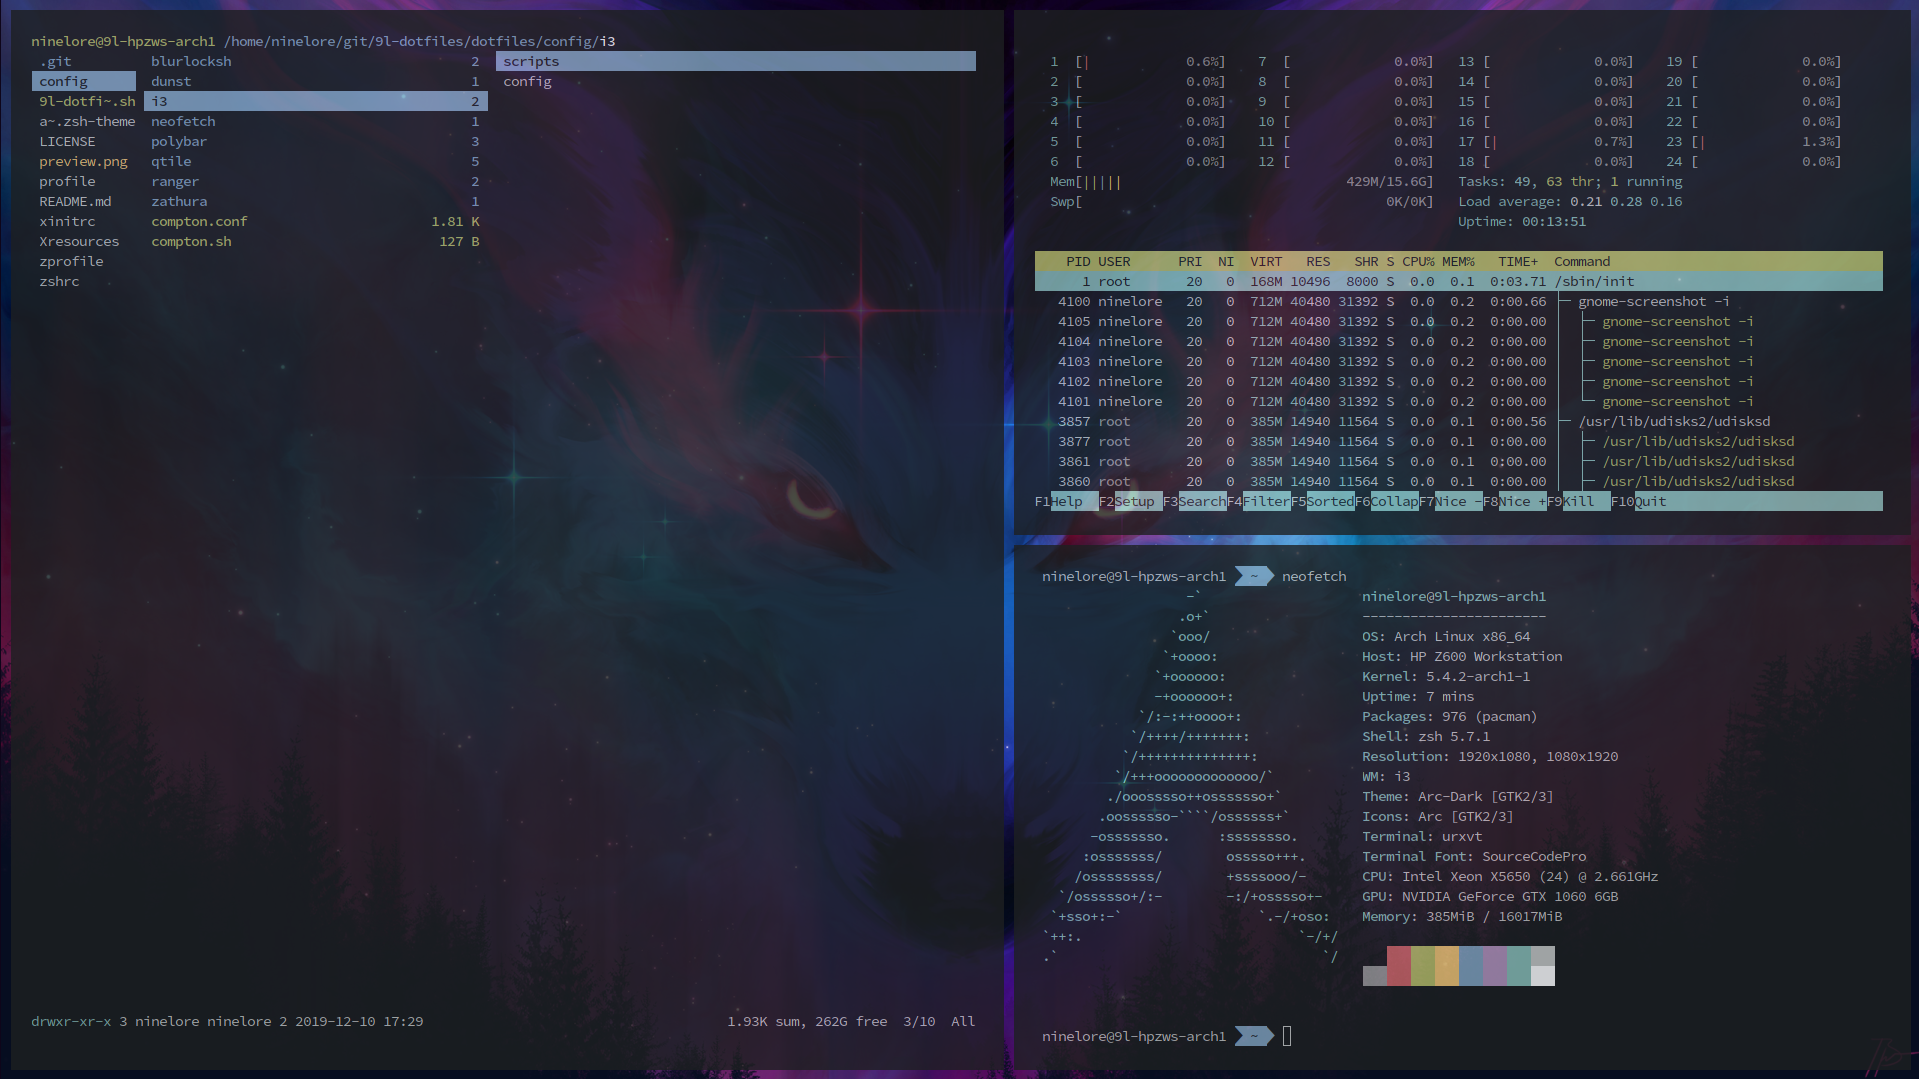 ninelore@9l-hpzws-arch1 /home/ninelore/git/9l-dotfiles/dotfiles/config/i3
.git blurlocksh 2 scripts
config dunst 1 config
9l-dotfi~.sh i3 2
a~.zsh-theme neofetch 1
LICENSE polybar 3
preview.png qtile 5
profile ranger 2
README.md zathura 1
xinitrc compton.conf 1.81 K
Xresources compton.sh 127 B
zprofile
zshrc
drwxr-xr-x 3 ninelore ninelore 2 2019-12-10 17:29 1.93K sum, 262G free 3/10 All
1 [| 0.6%] 7 [ 0.0%] 13 [ 0.0%] 19 [ 0.0%]
2 [ 0.0%] 8 [ 0.0%] 14 [ 0.0%] 20 [ 0.0%]
3 [ 0.0%] 9 [ 0.0%] 15 [ 0.0%] 21 [ 0.0%]
4 [ 0.0%] 10 [ 0.0%] 16 [ 0.0%] 22 [ 0.0%]
5 [ 0.0%] 11 [ 0.0%] 17 [| 0.7%] 23 [| 1.3%]
6 [ 0.0%] 12 [ 0.0%] 18 [ 0.0%] 24 [ 0.0%]
Mem[||||| 429M/15.6G] Tasks: 49, 63 thr; 1 running
Swp[ 0K/0K] Load average: 0.21 0.28 0.16
Uptime: 00:13:51
PID USER PRI NI VIRT RES SHR S CPU% MEM% TIME+ Command
1 root 20 0 168M 10496 8000 S 0.0 0.1 0:03.71 /sbin/init
4100 ninelore 20 0 712M 40480 31392 S 0.0 0.2 0:00.66 ├─ gnome-screenshot -i
4105 ninelore 20 0 712M 40480 31392 S 0.0 0.2 0:00.00 │ ├─ gnome-screenshot -i
4104 ninelore 20 0 712M 40480 31392 S 0.0 0.2 0:00.00 │ ├─ gnome-screenshot -i
4103 ninelore 20 0 712M 40480 31392 S 0.0 0.2 0:00.00 │ ├─ gnome-screenshot -i
4102 ninelore 20 0 712M 40480 31392 S 0.0 0.2 0:00.00 │ ├─ gnome-screenshot -i
4101 ninelore 20 0 712M 40480 31392 S 0.0 0.2 0:00.00 │ └─ gnome-screenshot -i
3857 root 20 0 385M 14940 11564 S 0.0 0.1 0:00.56 ├─ /usr/lib/udisks2/udisksd
3877 root 20 0 385M 14940 11564 S 0.0 0.1 0:00.00 │ ├─ /usr/lib/udisks2/udisksd
3861 root 20 0 385M 14940 11564 S 0.0 0.1 0:00.00 │ ├─ /usr/lib/udisks2/udisksd
3860 root 20 0 385M 14940 11564 S 0.0 0.1 0:00.00 │ ├─ /usr/lib/udisks2/udisksd
F1Help F2Setup F3SearchF4FilterF5SortedF6CollapF7Nice -F8Nice +F9Kill F10Quit
ninelore@9l-hpzws-arch1 ~ neofetch
-` ninelore@9l-hpzws-arch1
.o+` -----------------------
`ooo/ OS: Arch Linux x86_64
`+oooo: Host: HP Z600 Workstation
`+oooooo: Kernel: 5.4.2-arch1-1
-+oooooo+: Uptime: 7 mins
`/:-:++oooo+: Packages: 976 (pacman)
`/++++/+++++++: Shell: zsh 5.7.1
`/++++++++++++++: Resolution: 1920x1080, 1080x1920
`/+++ooooooooooooo/` WM: i3
./ooosssso++osssssso+` Theme: Arc-Dark [GTK2/3]
.oossssso-````/ossssss+` Icons: Arc [GTK2/3]
-osssssso. :ssssssso. Terminal: urxvt
:osssssss/ osssso+++. Terminal Font: SourceCodePro
/ossssssss/ +ssssooo/- CPU: Intel Xeon X5650 (24) @ 2.661GHz
`/ossssso+/:- -:/+osssso+- GPU: NVIDIA GeForce GTX 1060 6GB
`+sso+:-` `.-/+oso: Memory: 385MiB / 16017MiB
`++:. `-/+/
.` `/
ninelore@9l-hpzws-arch1 ~